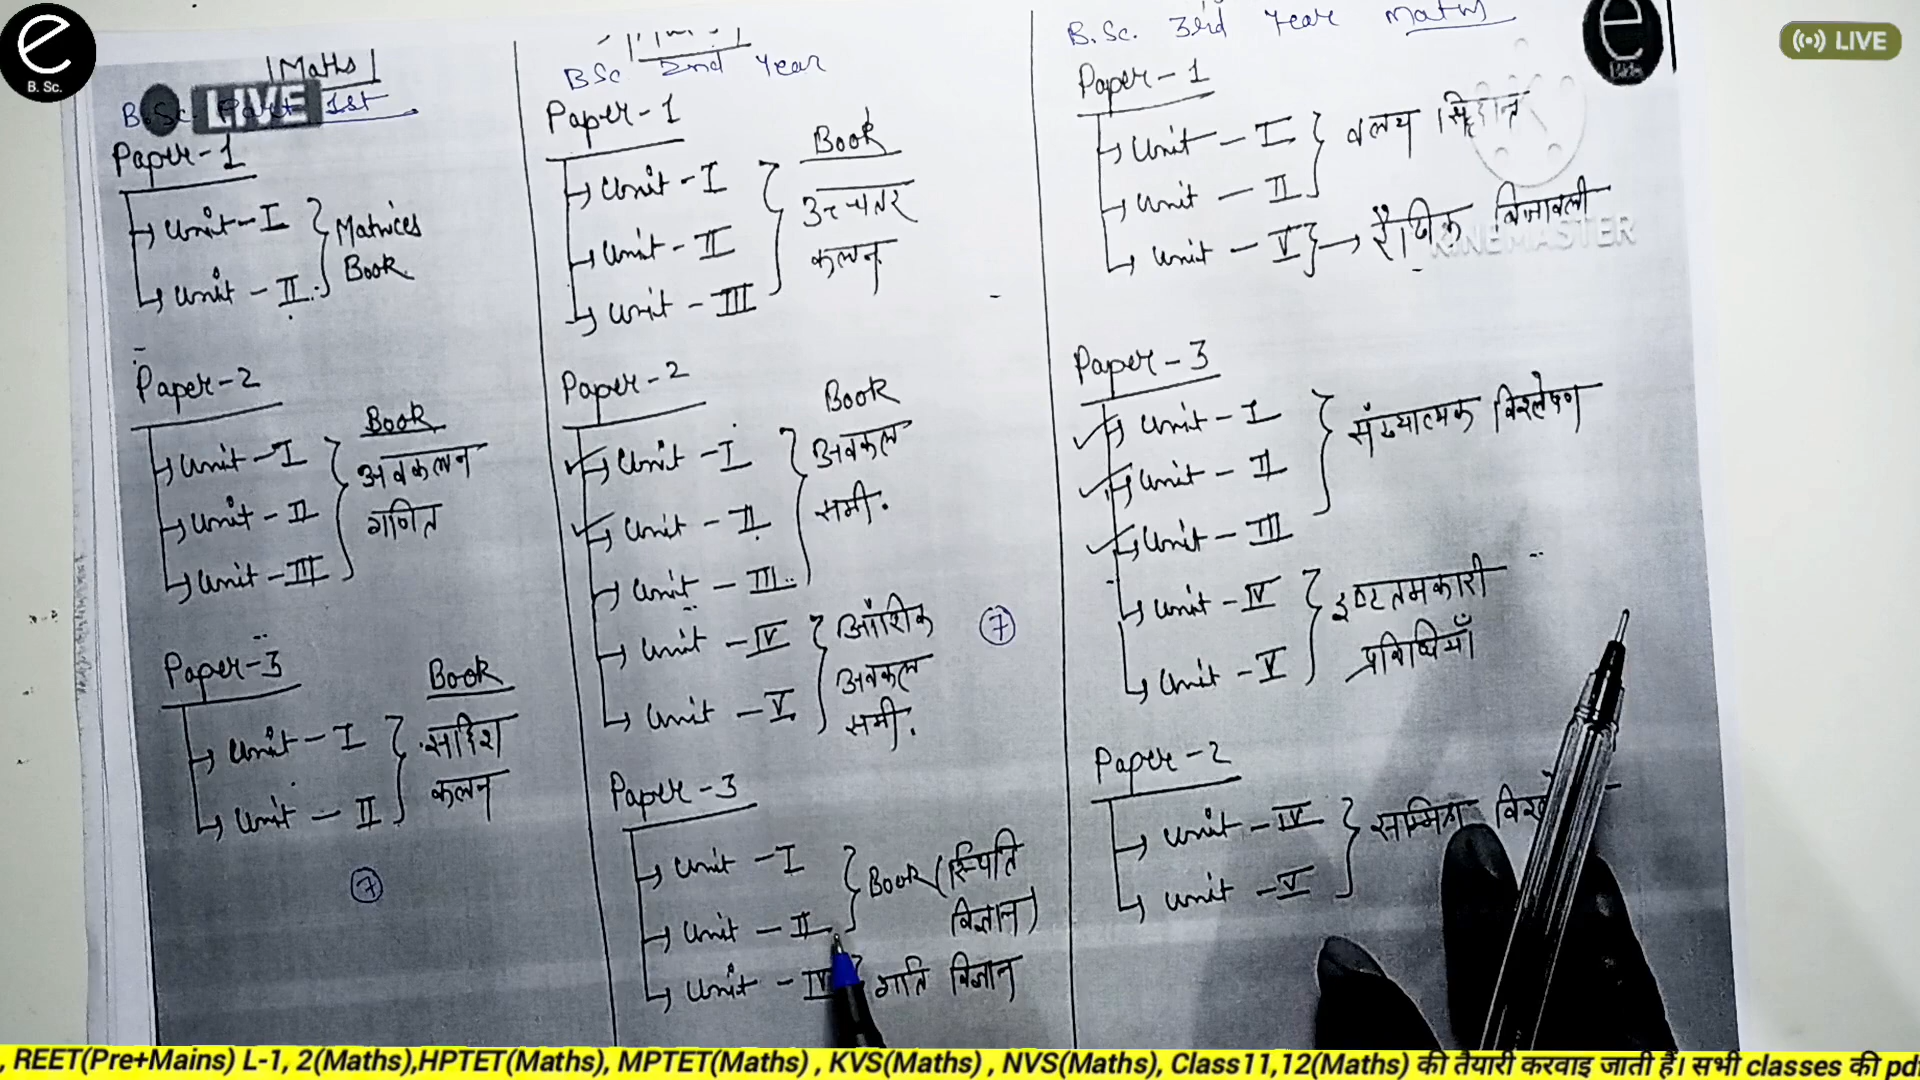 e
B. Sc.
|Maths|
LIVE
B.Sc. Part 1st
Paper-1
Unit-I
Unit-II
Matrices
Book
Paper-2
Unit-I
Unit-II
Unit-III
Book
अवकलन
गणित
Paper-3
Unit-I
Unit-II
Book
सदिश
कलन
7
BSc 2nd Year
Paper-1
Unit-I
Unit-II
Unit-III
Book
उच्चतर
कलन
Paper-2
Unit-I
Unit-II
Unit-III
Book
अवकल
समी.
Unit-IV
Unit-V
आंशिक
अवकल
समी.
7
Paper-3
Unit-I
Unit-II
Book (स्थिति
विज्ञान)
Unit-IV गति विज्ञान
B.Sc. 3rd Year Maths
Paper-1
Unit-I
Unit-II
वलय सिद्धान्त
Unit-V → रैखिक
KINEMASTER
Paper-3
Unit-I
Unit-II
Unit-III
संख्यात्मक विश्लेषण
Unit-IV
Unit-V
इष्टतमकारी
प्रविधियाँ
Paper-2
Unit-IV
Unit-V
सम्मिश्र
e
LIVE
, REET(Pre+Mains) L-1, 2(Maths),HPTET(Maths), MPTET(Maths) , KVS(Maths) , NVS(Maths), Class11,12(Maths) की तैयारी करवाइ जाती हैं। सभी classes की pdf